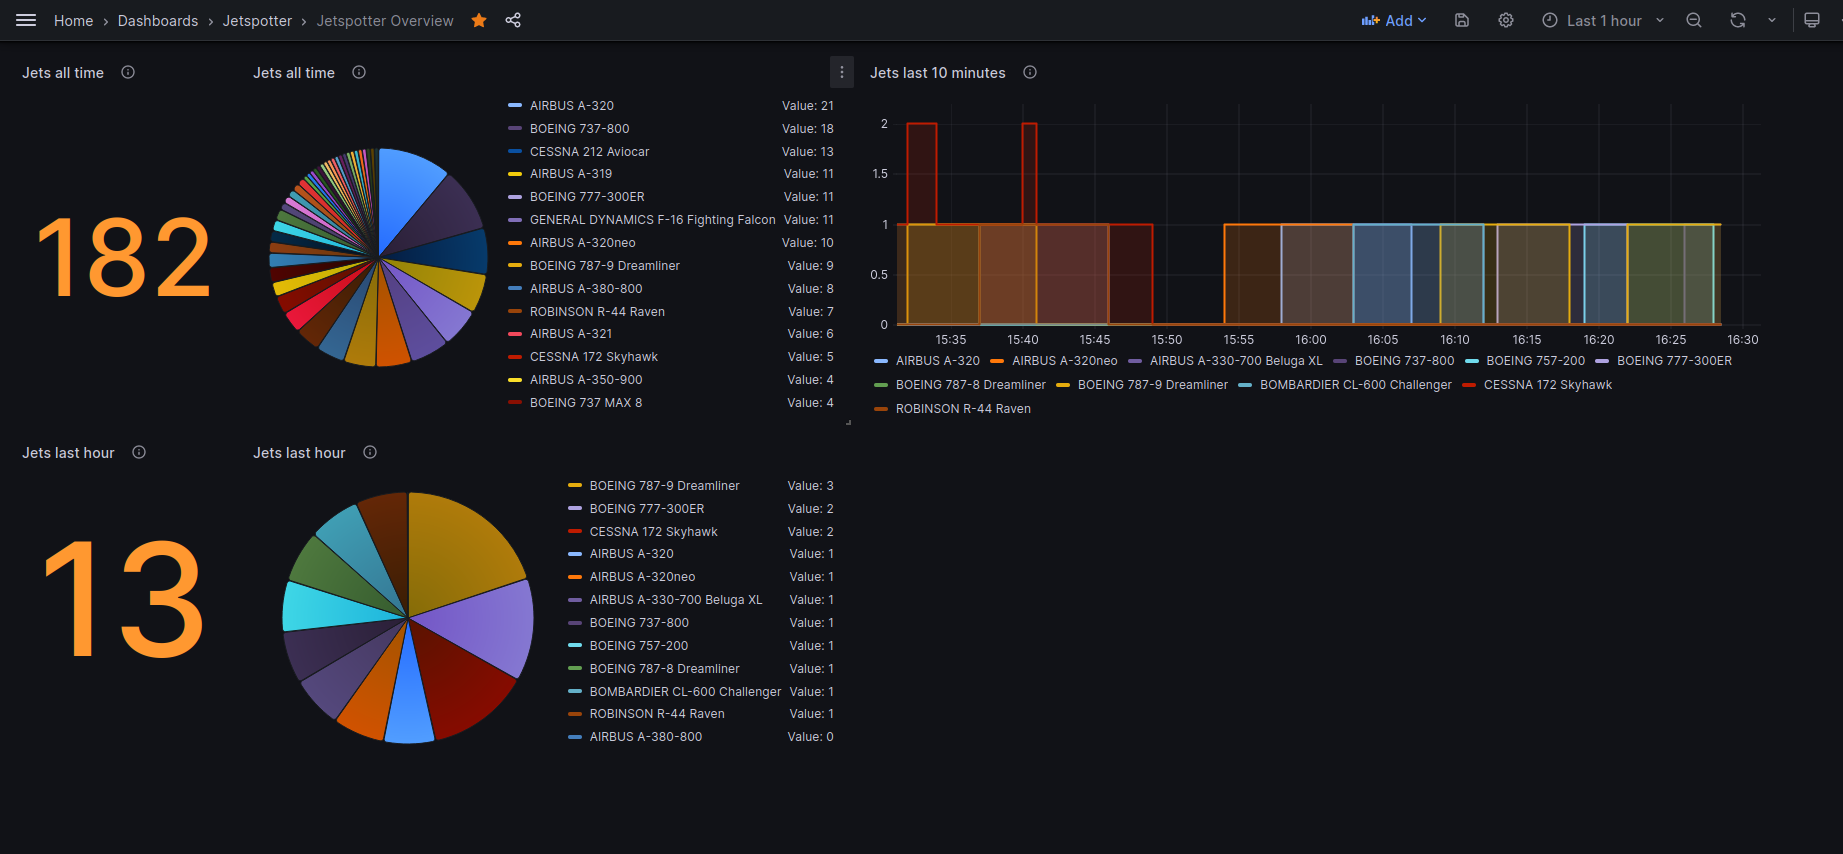 Home › Dashboards › Jetspotter › Jetspotter Overview
Add
Last 1 hour
Jets all time
182
Jets all time
AIRBUS A-320 Value: 21
BOEING 737-800 Value: 18
CESSNA 212 Aviocar Value: 13
AIRBUS A-319 Value: 11
BOEING 777-300ER Value: 11
GENERAL DYNAMICS F-16 Fighting Falcon Value: 11
AIRBUS A-320neo Value: 10
BOEING 787-9 Dreamliner Value: 9
AIRBUS A-380-800 Value: 8
ROBINSON R-44 Raven Value: 7
AIRBUS A-321 Value: 6
CESSNA 172 Skyhawk Value: 5
AIRBUS A-350-900 Value: 4
BOEING 737 MAX 8 Value: 4
Jets last 10 minutes
2
1.5
1
0.5
0
15:35 15:40 15:45 15:50 15:55 16:00 16:05 16:10 16:15 16:20 16:25 16:30
AIRBUS A-320 AIRBUS A-320neo AIRBUS A-330-700 Beluga XL BOEING 737-800 BOEING 757-200 BOEING 777-300ER
BOEING 787-8 Dreamliner BOEING 787-9 Dreamliner BOMBARDIER CL-600 Challenger CESSNA 172 Skyhawk
ROBINSON R-44 Raven
Jets last hour
13
Jets last hour
BOEING 787-9 Dreamliner Value: 3
BOEING 777-300ER Value: 2
CESSNA 172 Skyhawk Value: 2
AIRBUS A-320 Value: 1
AIRBUS A-320neo Value: 1
AIRBUS A-330-700 Beluga XL Value: 1
BOEING 737-800 Value: 1
BOEING 757-200 Value: 1
BOEING 787-8 Dreamliner Value: 1
BOMBARDIER CL-600 Challenger Value: 1
ROBINSON R-44 Raven Value: 1
AIRBUS A-380-800 Value: 0